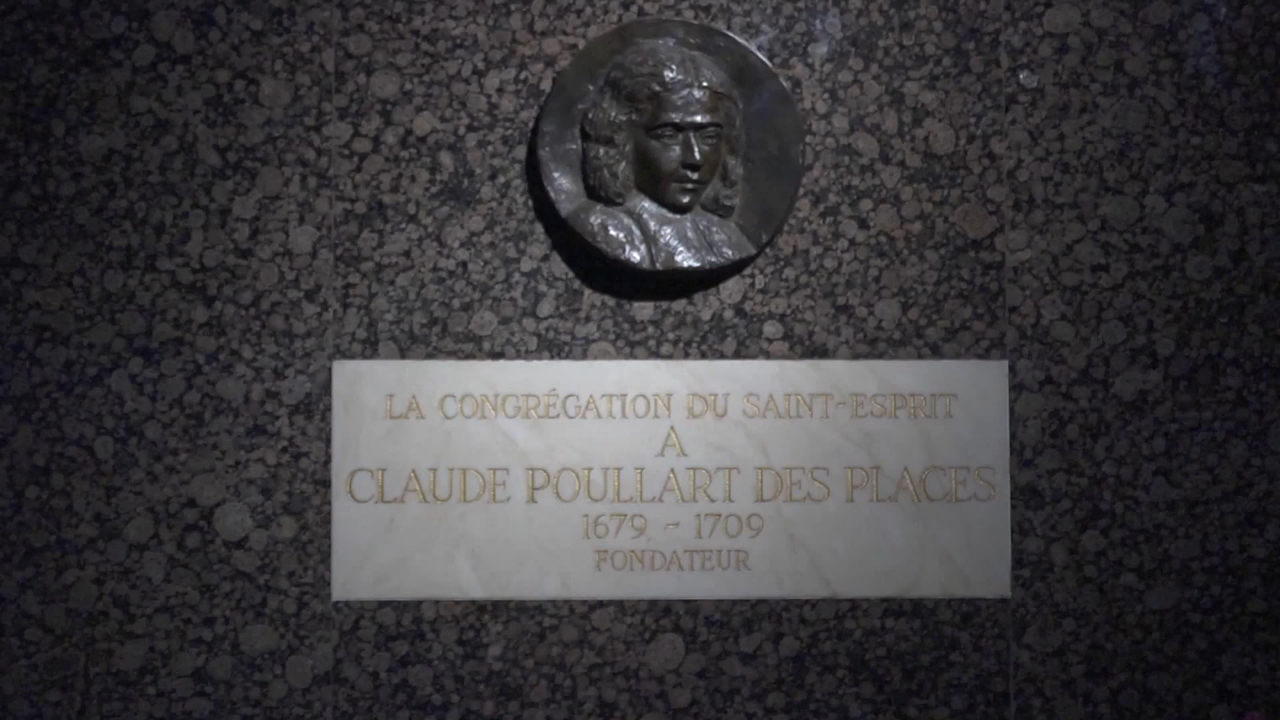 LA CONGRÉGATION DU SAINT-ESPRIT
A
CLAUDE POULLART DES PLACES
1679 - 1709
FONDATEUR